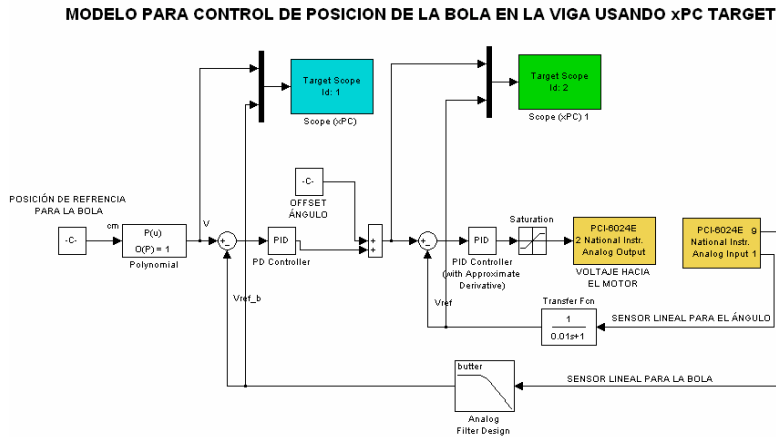 MODELO PARA CONTROL DE POSICION DE LA BOLA EN LA VIGA USANDO xPC TARGET
Target Scope
Id: 1
Scope (xPC)
Target Scope
Id: 2
Scope (xPC) 1
POSIÓN DE REFRENCIA
PARA LA BOLA
-C-
cm
P(u)
O(P) = 1
Polynomial
V
+
-
-C-
OFFSET
ÁNGULO
PID
PD Controller
+
+
+
-
PID
PID Controller
(with Approximate
Derivative)
Saturation
PCI-6024E
2 National Instr.
Analog Output
VOLTAJE HACIA
EL MOTOR
PCI-6024E 9
National Instr.
Analog Input 1
Vref_b
Vref
Transfer Fcn
1
0.01s+1
SENSOR LINEAL PARA EL ÁNGULO
butter
Analog
Filter Design
SENSOR LINEAL PARA LA BOLA